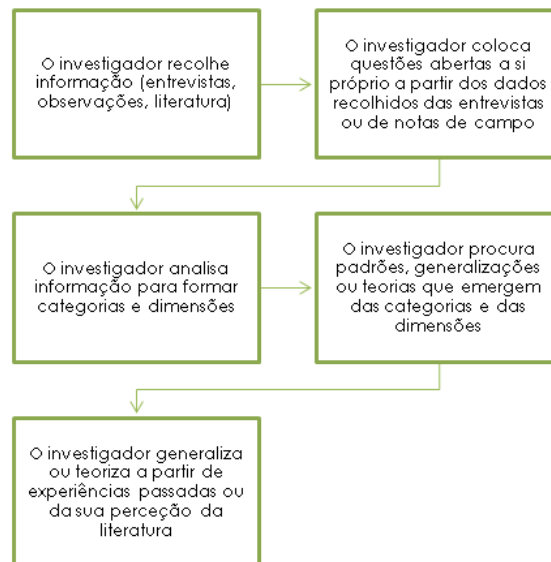 O investigador recolhe
informação (entrevistas,
observações, literatura)
O investigador coloca
questões abertas a si
próprio a partir dos dados
recolhidos das entrevistas
ou de notas de campo
O investigador analisa
informação para formar
categorias e dimensões
O investigador procura
padrões, generalizações
ou teorias que emergem
das categorias e das
dimensões
O investigador generaliza
ou teoriza a partir de
experiências passadas ou
da sua perceção da
literatura